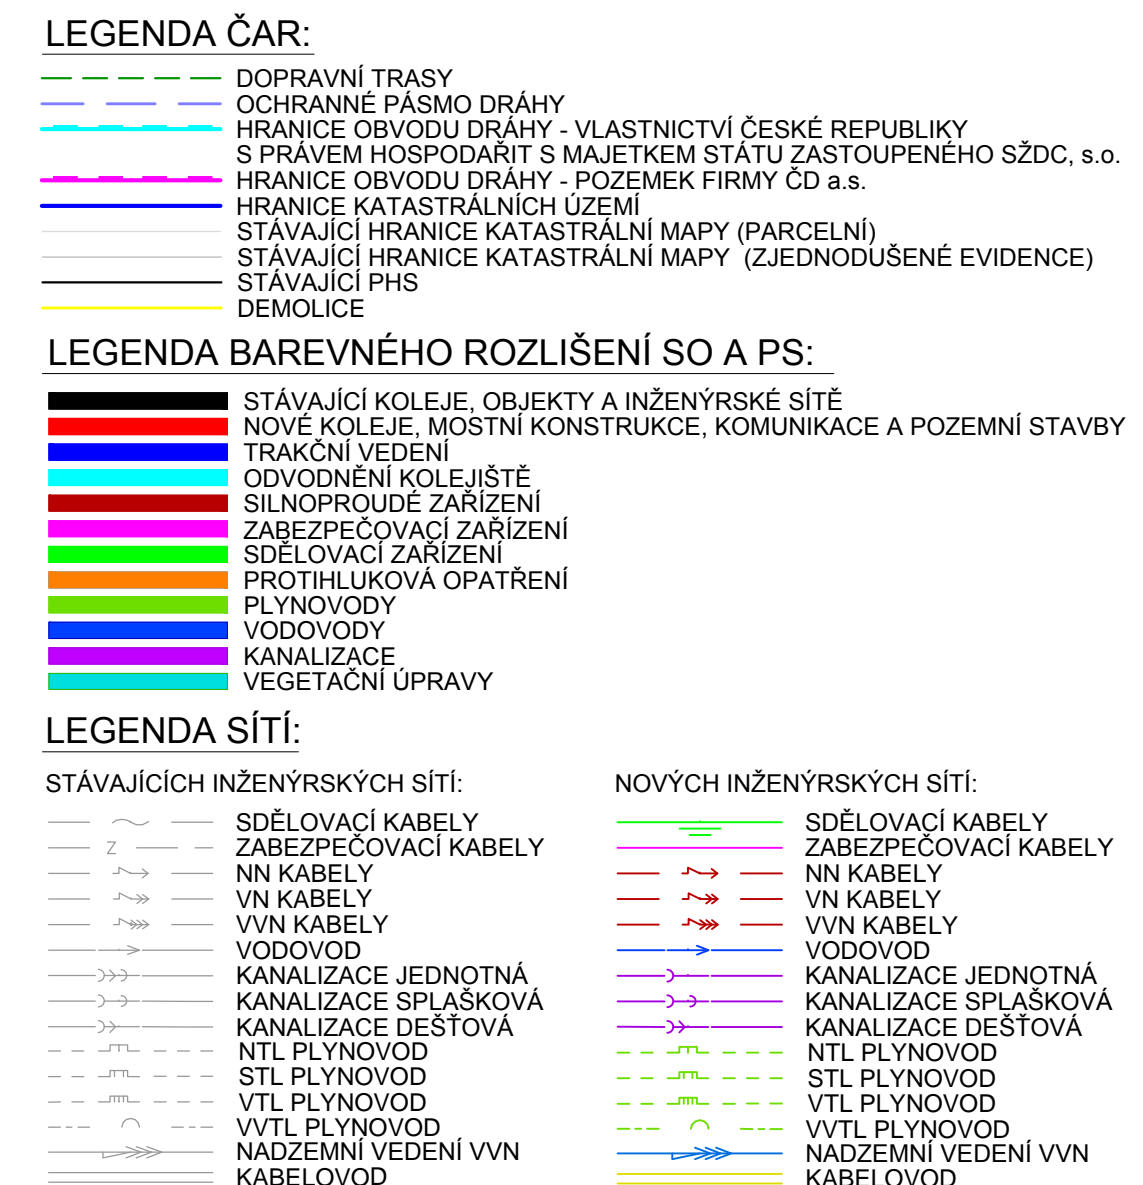 LEGENDA ČAR:
DOPRAVNÍ TRASY
OCHRANNÉ PÁSMO DRÁHY
HRANICE OBVODU DRÁHY - VLASTNICTVÍ ČESKÉ REPUBLIKY
S PRÁVEM HOSPODAŘIT S MAJETKEM STÁTU ZASTOUPENÉHO SŽDC, s.o.
HRANICE OBVODU DRÁHY - POZEMEK FIRMY ČD a.s.
HRANICE KATASTRÁLNÍCH ÚZEMÍ
STÁVAJÍCÍ HRANICE KATASTRÁLNÍ MAPY (PARCELNÍ)
STÁVAJÍCÍ HRANICE KATASTRÁLNÍ MAPY (ZJEDNODUŠENÉ EVIDENCE)
STÁVAJÍCÍ PHS
DEMOLICE
LEGENDA BAREVNÉHO ROZLIŠENÍ SO A PS:
STÁVAJÍCÍ KOLEJE, OBJEKTY A INŽENÝRSKÉ SÍTĚ
NOVÉ KOLEJE, MOSTNÍ KONSTRUKCE, KOMUNIKACE A POZEMNÍ STAVBY
TRAKČNÍ VEDENÍ
ODVODNĚNÍ KOLEJIŠTĚ
SILNOPROUDÉ ZAŘÍZENÍ
ZABEZPEČOVACÍ ZAŘÍZENÍ
SDĚLOVACÍ ZAŘÍZENÍ
PROTIHLUKOVÁ OPATŘENÍ
PLYNOVODY
VODOVODY
KANALIZACE
VEGETAČNÍ ÚPRAVY
LEGENDA SÍTÍ:
STÁVAJÍCÍCH INŽENÝRSKÝCH SÍTÍ:
SDĚLOVACÍ KABELY
Z ZABEZPEČOVACÍ KABELY
NN KABELY
VN KABELY
VVN KABELY
VODOVOD
KANALIZACE JEDNOTNÁ
KANALIZACE SPLAŠKOVÁ
KANALIZACE DEŠŤOVÁ
NTL PLYNOVOD
STL PLYNOVOD
VTL PLYNOVOD
VVTL PLYNOVOD
NADZEMNÍ VEDENÍ VVN
KABELOVOD
NOVÝCH INŽENÝRSKÝCH SÍTÍ:
SDĚLOVACÍ KABELY
ZABEZPEČOVACÍ KABELY
NN KABELY
VN KABELY
VVN KABELY
VODOVOD
KANALIZACE JEDNOTNÁ
KANALIZACE SPLAŠKOVÁ
KANALIZACE DEŠŤOVÁ
NTL PLYNOVOD
STL PLYNOVOD
VTL PLYNOVOD
VVTL PLYNOVOD
NADZEMNÍ VEDENÍ VVN
KABELOVOD